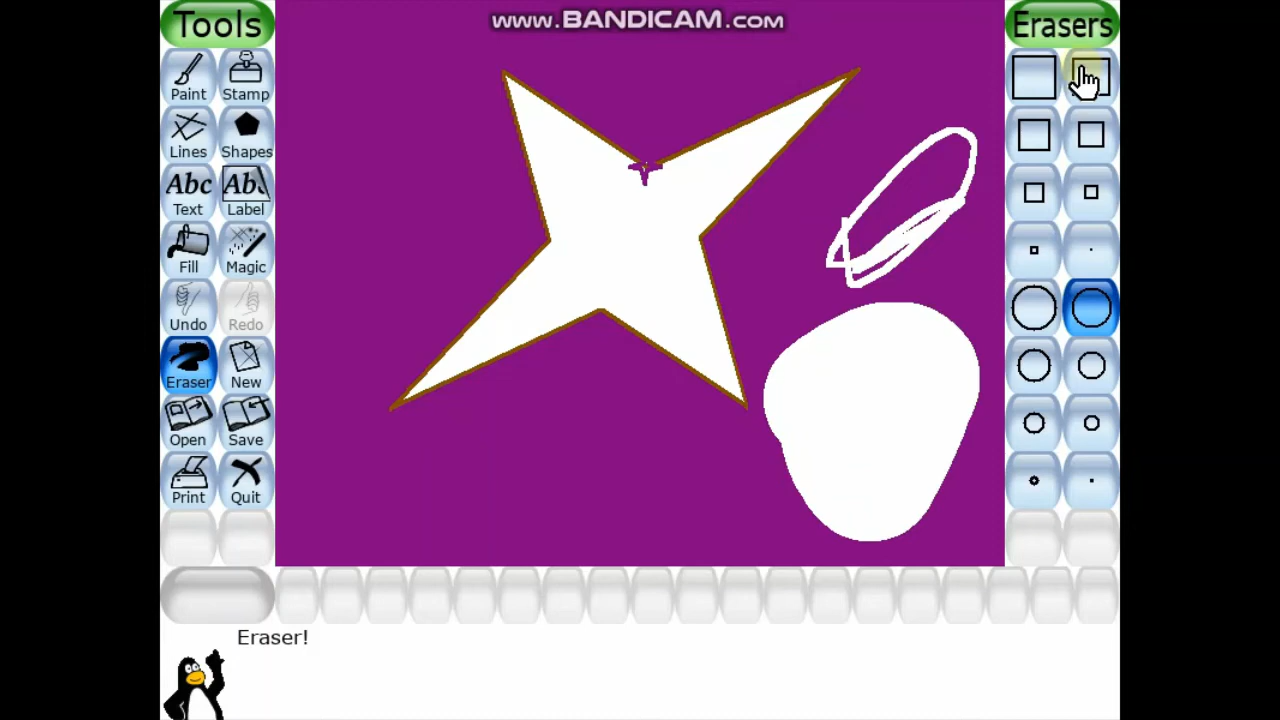 Tools
www.BANDICAM.com
Erasers
Paint
Stamp
Lines
Shapes
Abc
Abc
Text
Label
Fill
Magic
Undo
Redo
Eraser
New
Open
Save
Print
Quit
Eraser!